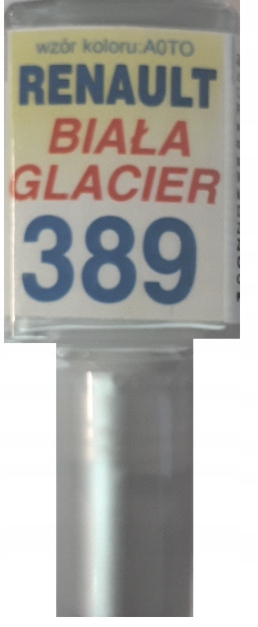 wzór koloru:A0TO
RENAULT
BIAŁA
GLACIER
389